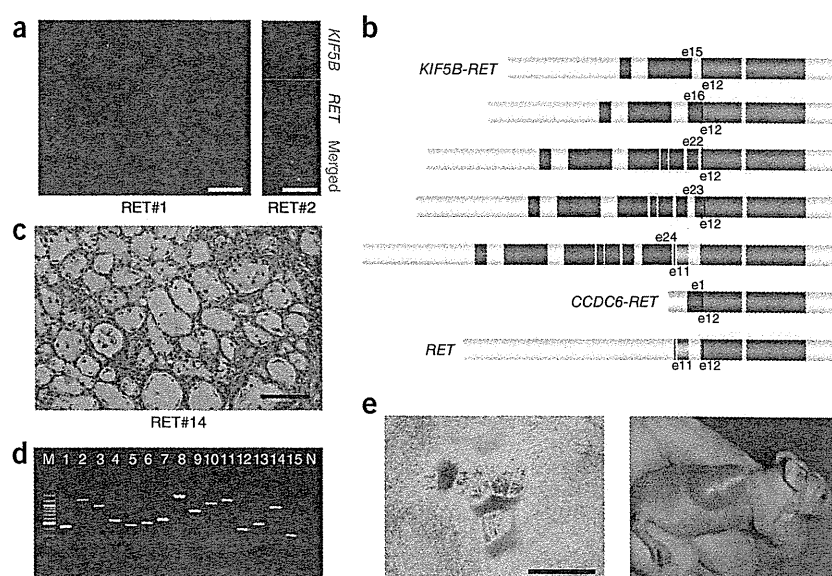 a
KIF5B
RET
Merged
RET#1
RET#2
b
KIF5B-RET
e15
e12
e16
e12
e22
e12
e23
e12
e24
e11
CCDC6-RET
e1
e12
RET
e11 e12
c
RET#14
d
M 1 2 3 4 5 6 7 8 9 10 11 12 13 14 15 N
e